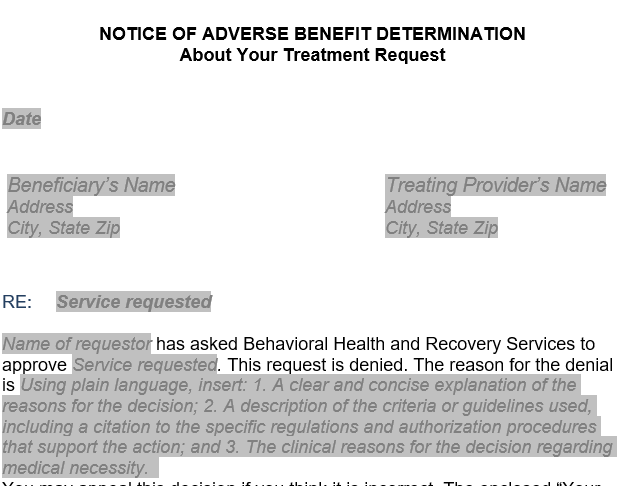 NOTICE OF ADVERSE BENEFIT DETERMINATION
About Your Treatment Request
Date
Beneficiary's Name
Address
City, State Zip
Treating Provider's Name
Address
City, State Zip
RE: Service requested
Name of requestor has asked Behavioral Health and Recovery Services to
approve Service requested. This request is denied. The reason for the denial
is Using plain language, insert: 1. A clear and concise explanation of the
reasons for the decision; 2. A description of the criteria or guidelines used,
including a citation to the specific regulations and authorization procedures
that support the action; and 3. The clinical reasons for the decision regarding
medical necessity.
You may appeal this decision if you think it is incorrect. The enclosed “Your